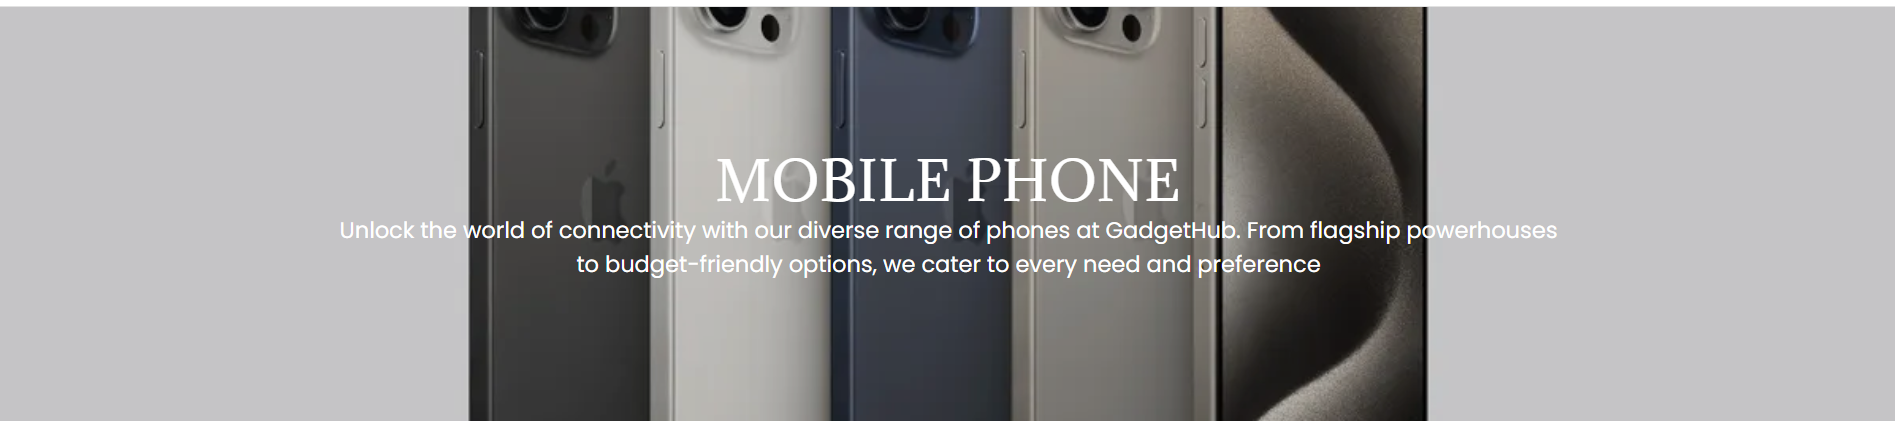 MOBILE PHONE
Unlock the world of connectivity with our diverse range of phones at GadgetHub. From flagship powerhouses
to budget-friendly options, we cater to every need and preference